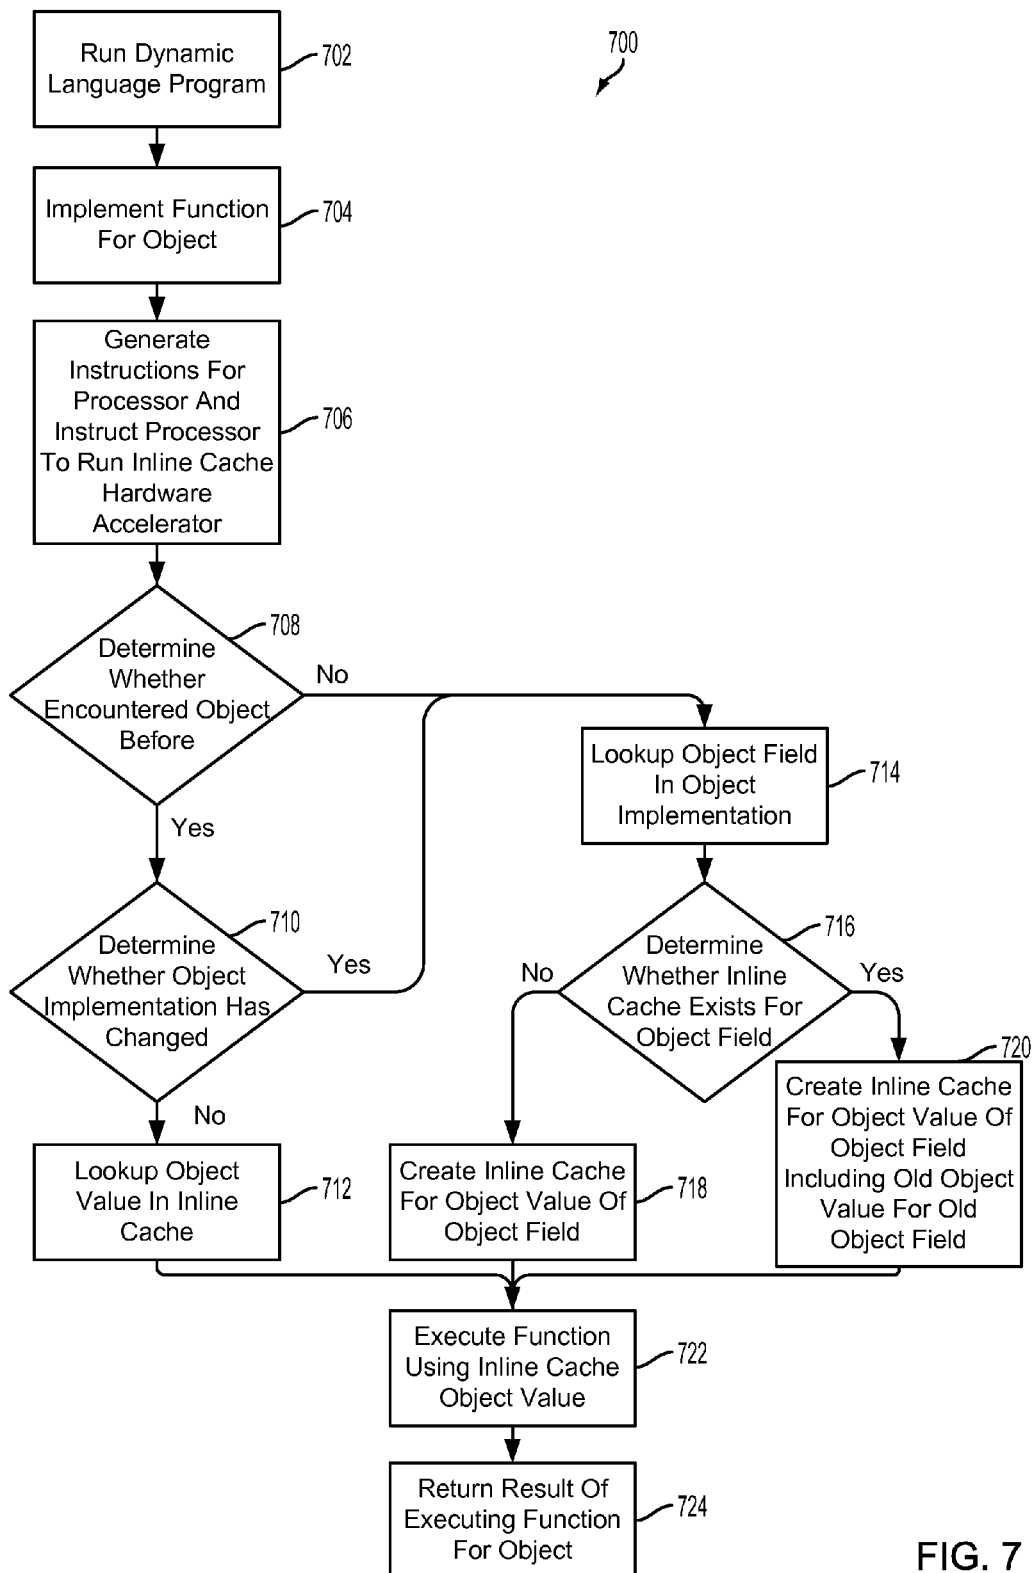 Run Dynamic
Language Program
702
700
Implement Function
For Object
704
Generate
Instructions For
Processor And
Instruct Processor
To Run Inline Cache
Hardware
Accelerator
706
Determine
Whether
Encountered Object
Before
708
No
Yes
Lookup Object Field
In Object
Implementation
714
Determine
Whether Object
Implementation Has
Changed
710
Yes
No
Determine
Whether Inline
Cache Exists For
Object Field
716
No
Yes
Lookup Object
Value In Inline
Cache
712
Create Inline Cache
For Object Value Of
Object Field
718
Create Inline Cache
For Object Value Of
Object Field
Including Old Object
Value For Old
Object Field
720
Execute Function
Using Inline Cache
Object Value
722
Return Result Of
Executing Function
For Object
724
FIG. 7